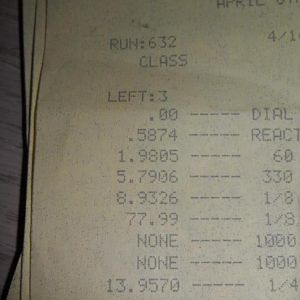 APRIL 
RUN:632 4/1
CLASS
LEFT:3
.00 ----- DIAL
.5874 ----- REACT
1.9805 ----- 60
5.7906 ----- 330
8.9326 ----- 1/8
77.99 ----- 1/8
NONE ----- 1000
NONE ----- 1000
13.9570 ----- 1/4